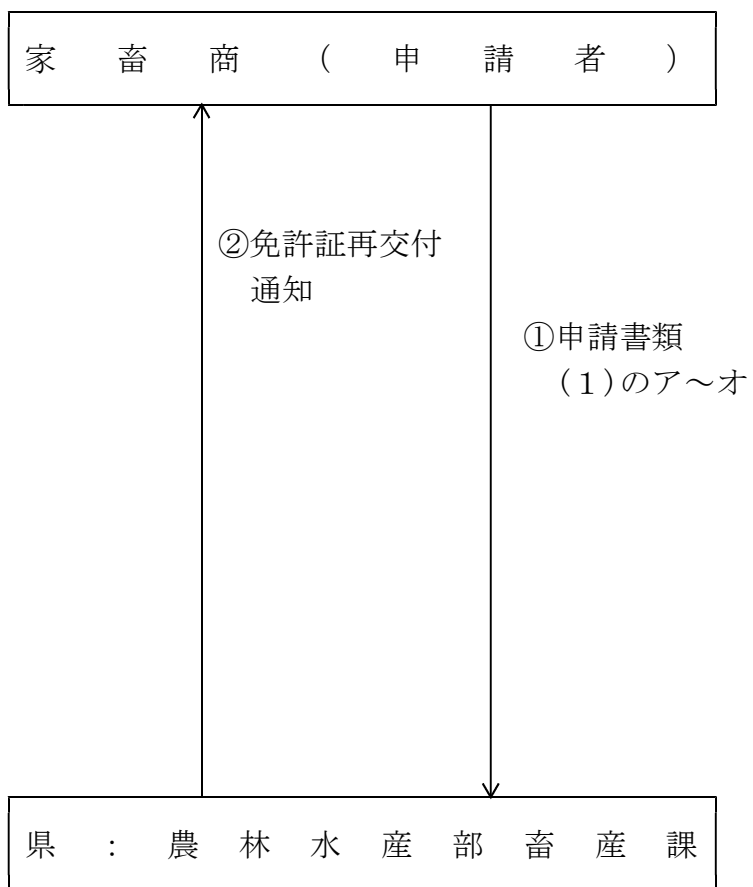 家畜商(申請者)
②免許証再交付
通知
①申請書類
(1)のア～オ
県:農林水産部畜産課